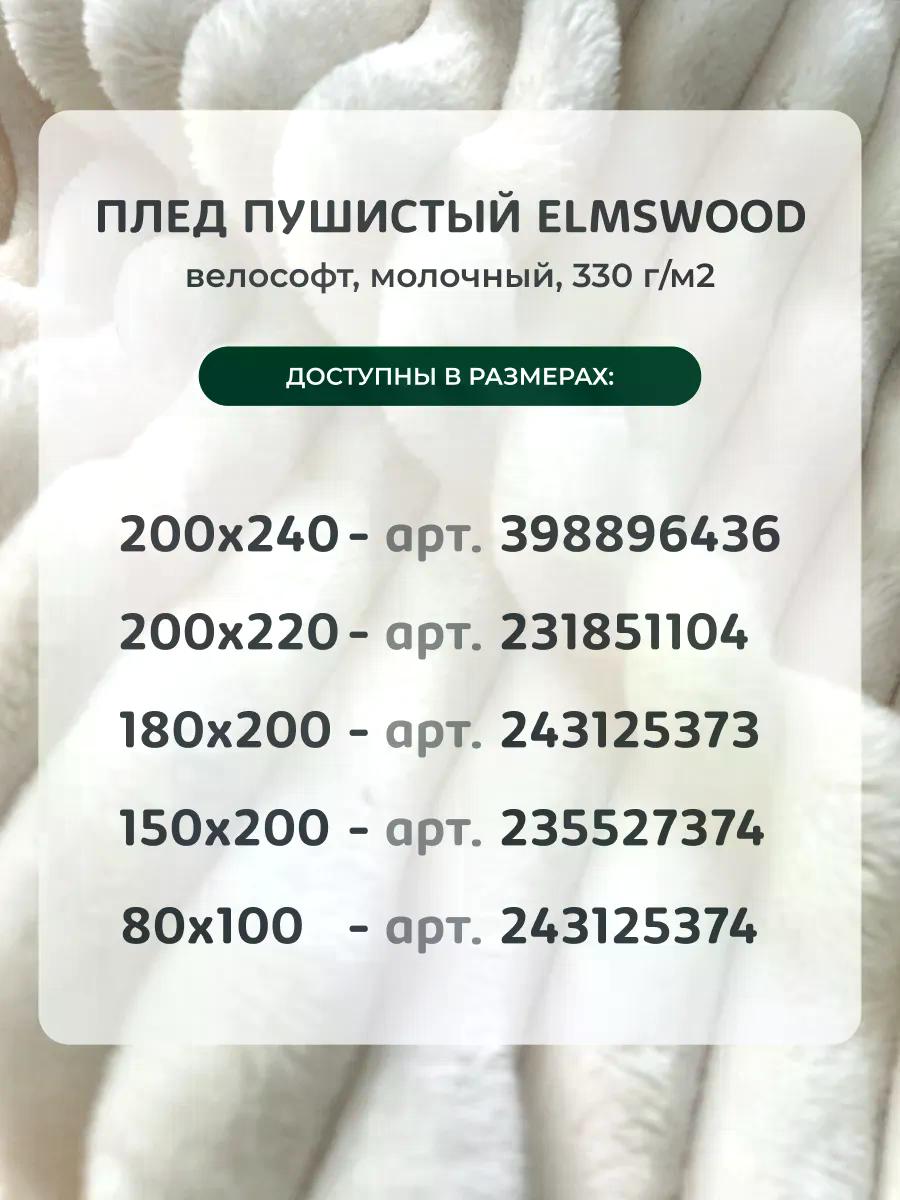 ПЛЕД ПУШИСТЫЙ ELMSWOOD
велософт, молочный, 330 г/м2
ДОСТУПНЫ В РАЗМЕРАХ:
200x240 - арт. 398896436
200x220 - арт. 231851104
180x200 - арт. 243125373
150x200 - арт. 235527374
80x100 - арт. 243125374